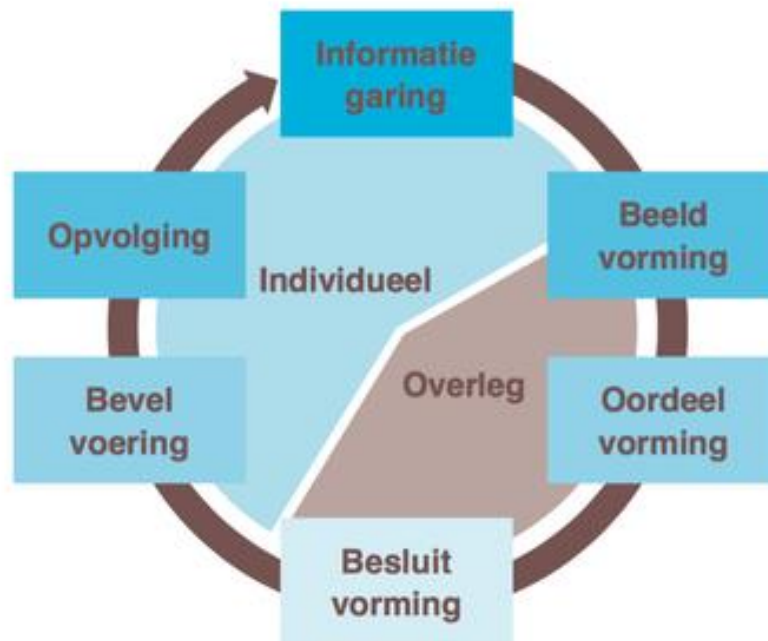 Informatie
garing
Beeld
vorming
Oordeel
vorming
Besluit
vorming
Bevel
voering
Opvolging
Individueel
Overleg